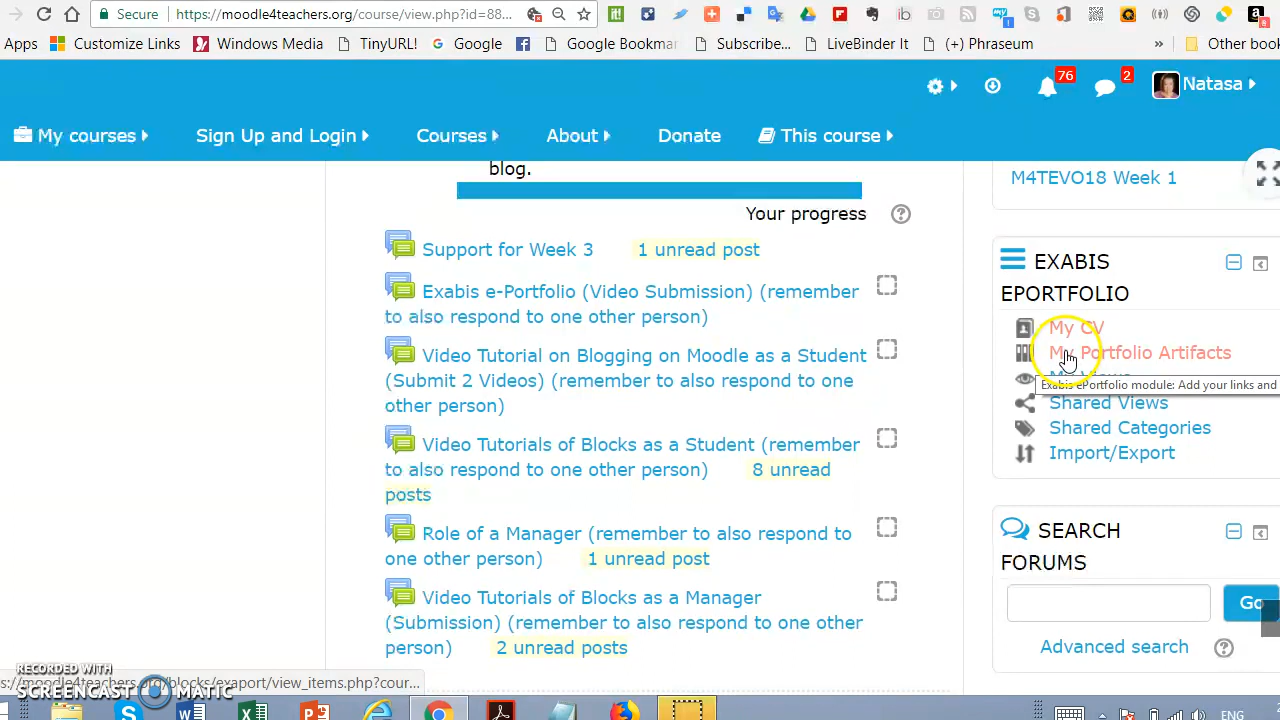 Secure https://moodle4teachers.org/course/view.php?id=88...
Apps Customize Links Windows Media TinyURL! Google Google Bookmar Subscribe... LiveBinder It (+) Phraseum » Other boo
76 2 Natasa
My courses Sign Up and Login Courses About Donate This course
blog.
Your progress
Support for Week 3 1 unread post
Exabis e-Portfolio (Video Submission) (remember
to also respond to one other person)
Video Tutorial on Blogging on Moodle as a Student
(Submit 2 Videos) (remember to also respond to one
other person)
Video Tutorials of Blocks as a Student (remember
to also respond to one other person) 8 unread
posts
Role of a Manager (remember to also respond to
one other person) 1 unread post
Video Tutorials of Blocks as a Manager
(Submission) (remember to also respond to one other
person) 2 unread posts
M4TEVO18 Week 1
EXABIS
EPORTFOLIO
My CV
My Portfolio Artifacts
Exabis ePortfolio module: Add your links and
Shared Views
Shared Categories
Import/Export
SEARCH
FORUMS
Go
Advanced search
s://moodle4teachers.org/blocks/exaport/view_items.php?cour...
RECORDED WITH
SCREENCAST MATIC
ENG